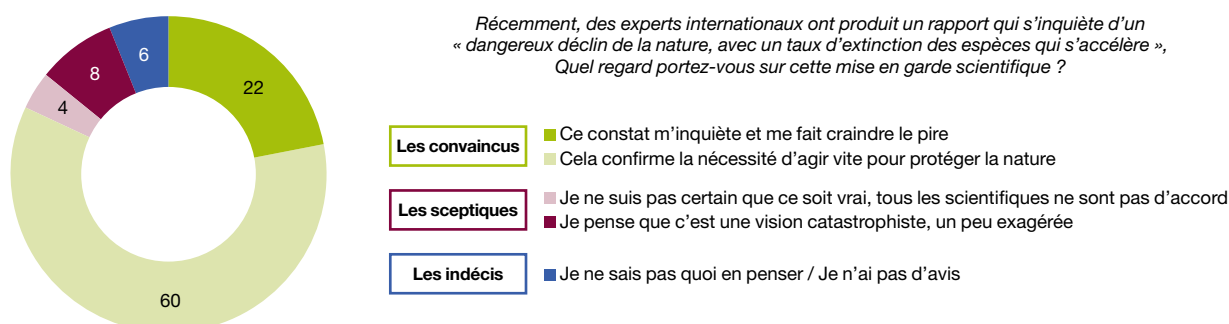 Récemment, des experts internationaux ont produit un rapport qui s'inquiète d'un
« dangereux déclin de la nature, avec un taux d'extinction des espèces qui s'accélère »,
Quel regard portez-vous sur cette mise en garde scientifique ?
6
8
22
4
60
Les convaincus
Ce constat m'inquiète et me fait craindre le pire
Cela confirme la nécessité d'agir vite pour protéger la nature
Les sceptiques
Je ne suis pas certain que ce soit vrai, tous les scientifiques ne sont pas d'accord
Je pense que c'est une vision catastrophiste, un peu exagérée
Les indécis
Je ne sais pas quoi en penser / Je n'ai pas d'avis